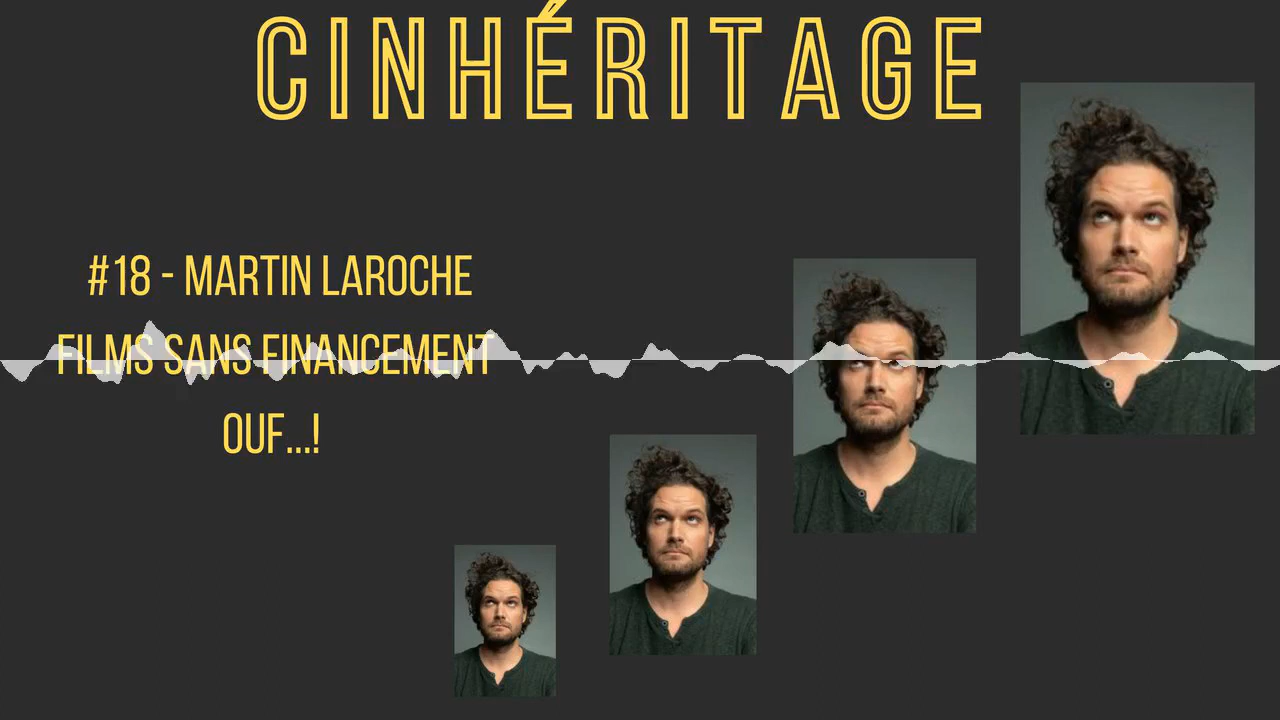 CINHÉRITAGE
#18 - MARTIN LAROCHE
FILMS SANS FINANCEMENT
OUF...!